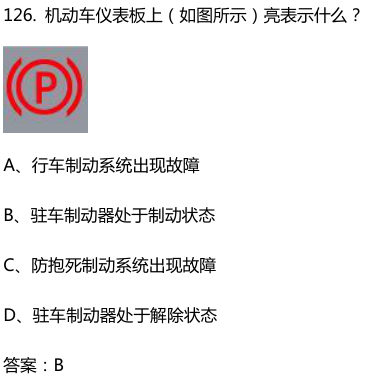 126. 机动车仪表板上（如图所示）亮表示什么？
P
A、行车制动系统出现故障
B、驻车制动器处于制动状态
C、防抱死制动系统出现故障
D、驻车制动器处于解除状态
答案：B